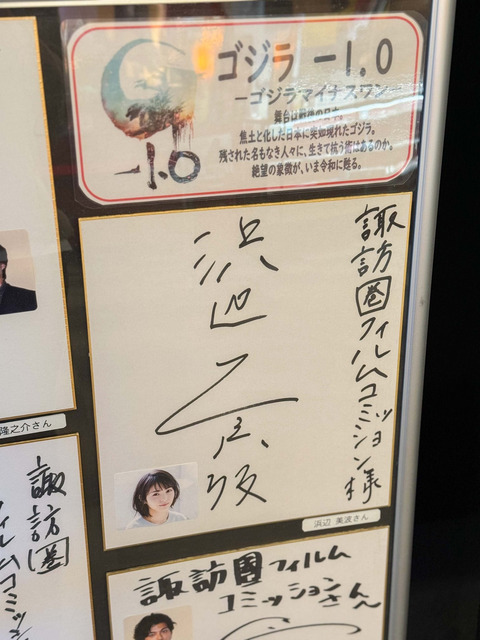 ゴジラ −1.0
−ゴジラマイナスワン−
舞台は戦後の日本。
焦土と化した日本に突如現れたゴジラ。
残された名もなき人々に、生きて抗う術はあるのか。
絶望の象徴が、いま令和に甦る。
-1.0
諏訪圏フィルムコミッション様
浜辺美波
浜辺 美波さん
隆之介さん
諏訪圏
フィルムコミッシ
諏訪圏フィルム
コミッションさん